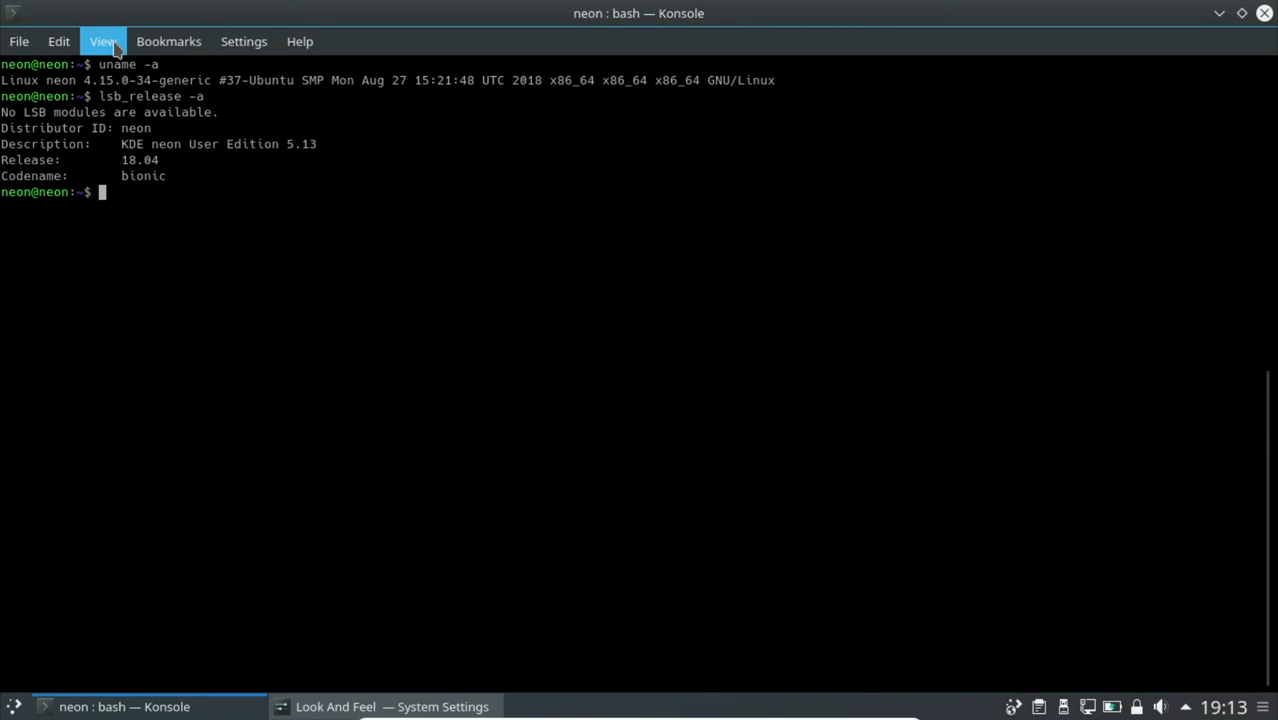 neon : bash — Konsole
File Edit View Bookmarks Settings Help
neon@neon:~$ uname -a
Linux neon 4.15.0-34-generic #37-Ubuntu SMP Mon Aug 27 15:21:48 UTC 2018 x86_64 x86_64 x86_64 GNU/Linux
neon@neon:~$ lsb_release -a
No LSB modules are available.
Distributor ID: neon
Description:    KDE neon User Edition 5.13
Release:        18.04
Codename:       bionic
neon@neon:~$
neon : bash — Konsole Look And Feel — System Settings 19:13